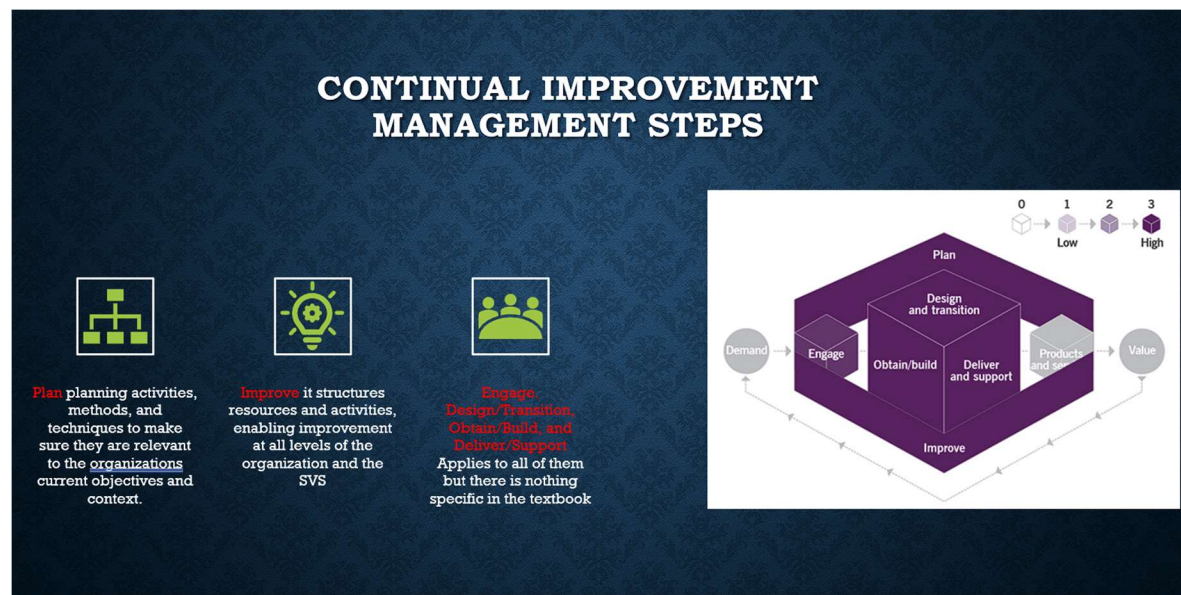 CONTINUAL IMPROVEMENT
MANAGEMENT STEPS
Plan planning activities,
methods, and
techniques to make
sure they are relevant
to the organizations
current objectives and
context.
Improve it structures
resources and activities,
enabling improvement
at all levels of the
organization and the
SVS
Engage.
Design/Transition,
Obtain/Build, and
Deliver/Support
Applies to all of them
but there is nothing
specific in the textbook
0 1 2 3
Low High
Plan
Design
and transition
Demand
Engage
Obtain/build
Deliver
and support
Products
and
Value
Improve